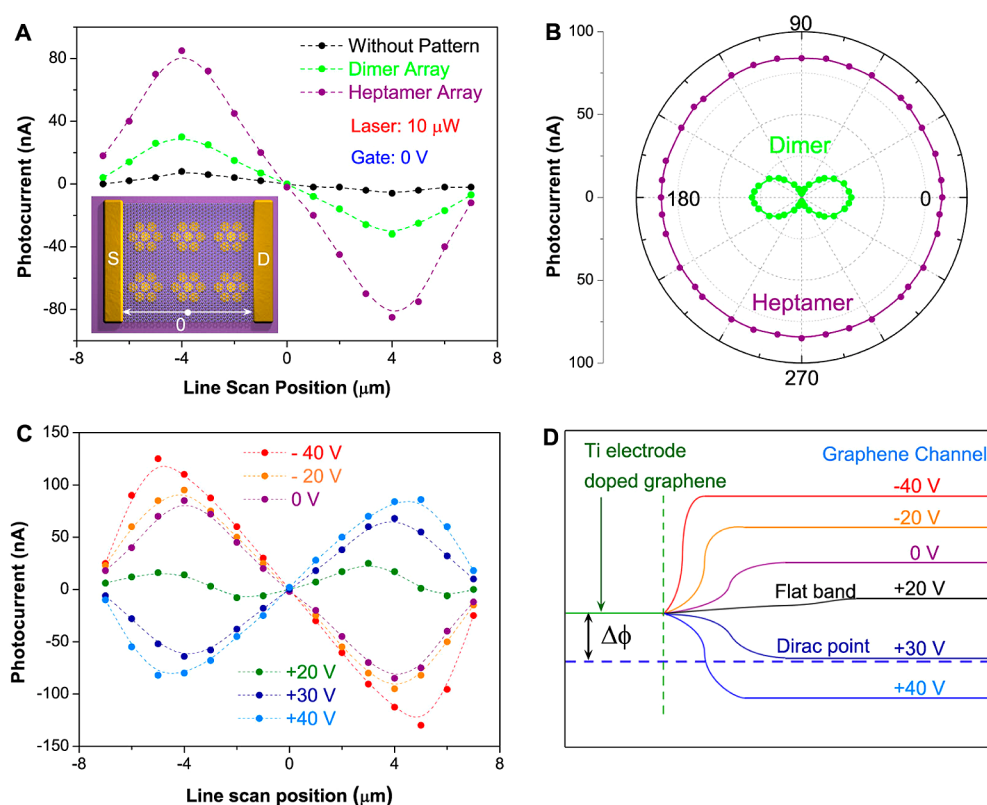 A
Photocurrent (nA)
80
40
0
-40
-80
Without Pattern
Dimer Array
Heptamer Array
Laser: 10 μW
Gate: 0 V
S
D
0
-8
-4
0
4
8
Line Scan Position (μm)
B
Photocurrent (nA)
100
50
0
50
100
90
180
0
270
Dimer
Heptamer
C
Photocurrent (nA)
150
100
50
0
-50
-100
-150
- 40 V
- 20 V
0 V
+20 V
+30 V
+40 V
-8
-4
0
4
8
Line scan position (μm)
D
Ti electrode
doped graphene
Graphene Channel
-40 V
-20 V
0 V
Flat band
+20 V
Δϕ
Dirac point
+30 V
+40 V